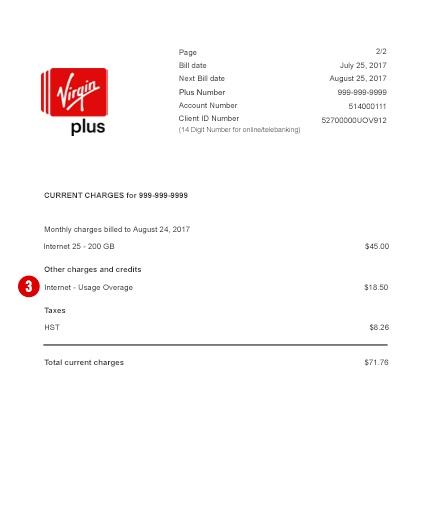 Page 2/2
Bill date July 25, 2017
Next Bill date August 25, 2017
Plus Number 999-999-9999
Account Number 514000111
Client ID Number 52700000UOV912
(14 Digit Number for online/telebanking)
Virgin
plus
CURRENT CHARGES for 999-999-9999
Monthly charges billed to August 24, 2017
Internet 25 - 200 GB $45.00
Other charges and credits
3 Internet - Usage Overage $18.50
Taxes
HST $8.26
Total current charges $71.76